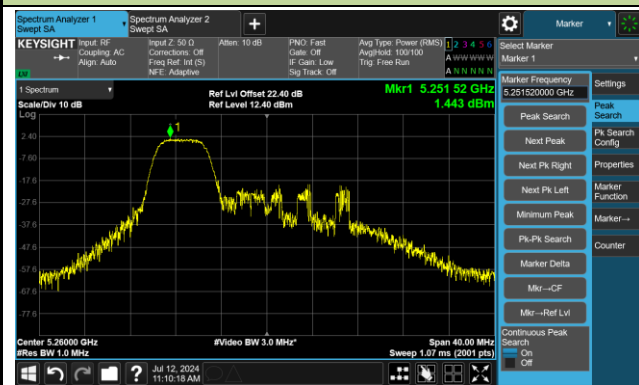 Spectrum Analyzer 1
Swept SA
Spectrum Analyzer 2
Swept SA
+
Marker
KEYSIGHT
Input: RF
Coupling: AC
Align: Auto
Input Z: 50 Ω
Corrections: Off
Freq Ref: Int (S)
NFE: Adaptive
Atten: 10 dB
PNO: Fast
Gate: Off
IF Gain: Low
Sig Track: Off
Avg Type: Power (RMS)
Avg|Hold: 100/100
Trig: Free Run
1 2 3 4 5 6
A W W W W W
A N N N N N
Select Marker
Marker 1
1 Spectrum
Scale/Div 10 dB
Log
Ref Lvl Offset 22.40 dB
Ref Level 12.40 dBm
Mkr1 5.251 52 GHz
1.443 dBm
1
2.40
-7.60
-17.6
-27.6
-37.6
-47.6
-57.6
-67.6
-77.6
Center 5.26000 GHz
#Res BW 1.0 MHz
#Video BW 3.0 MHz*
Span 40.00 MHz
Sweep 1.07 ms (2001 pts)
Marker Frequency
5.251520000 GHz
Peak Search
Next Peak
Next Pk Right
Next Pk Left
Minimum Peak
Pk-Pk Search
Marker Delta
Mkr→CF
Mkr→Ref Lvl
Continuous Peak
Search
On
Off
Settings
Peak
Search
Pk Search
Config
Properties
Marker
Function
Marker→
Counter
?
Jul 12, 2024
11:10:18 AM